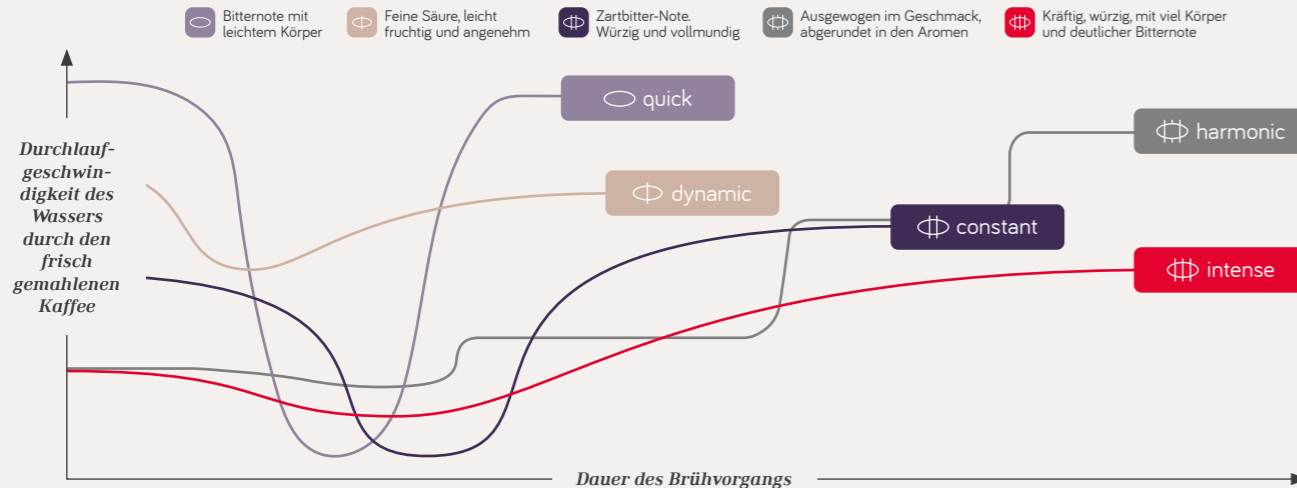 Bitternote mit
leichtem Körper
Feine Säure, leicht
fruchtig und angenehm
Zartbitter-Note.
Würzig und vollmundig
Ausgewogen im Geschmack,
abgerundet in den Aromen
Kräftig, würzig, mit viel Körper
und deutlicher Bitternote
quick
harmonic
Durchlauf-
geschwin-
digkeit des
Wassers
durch den
frisch
gemahlenen
Kaffee
dynamic
constant
intense
Dauer des Brühvorgangs